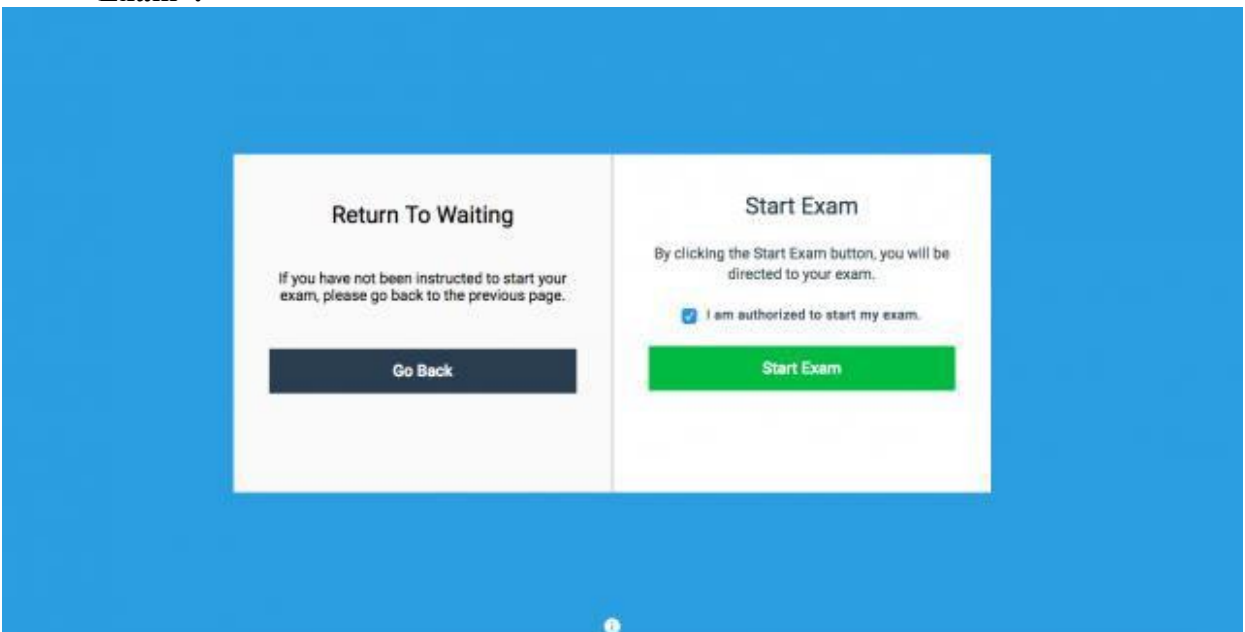 Return To Waiting
If you have not been instructed to start your
exam, please go back to the previous page.
Go Back
Start Exam
By clicking the Start Exam button, you will be
directed to your exam.
I am authorized to start my exam.
Start Exam